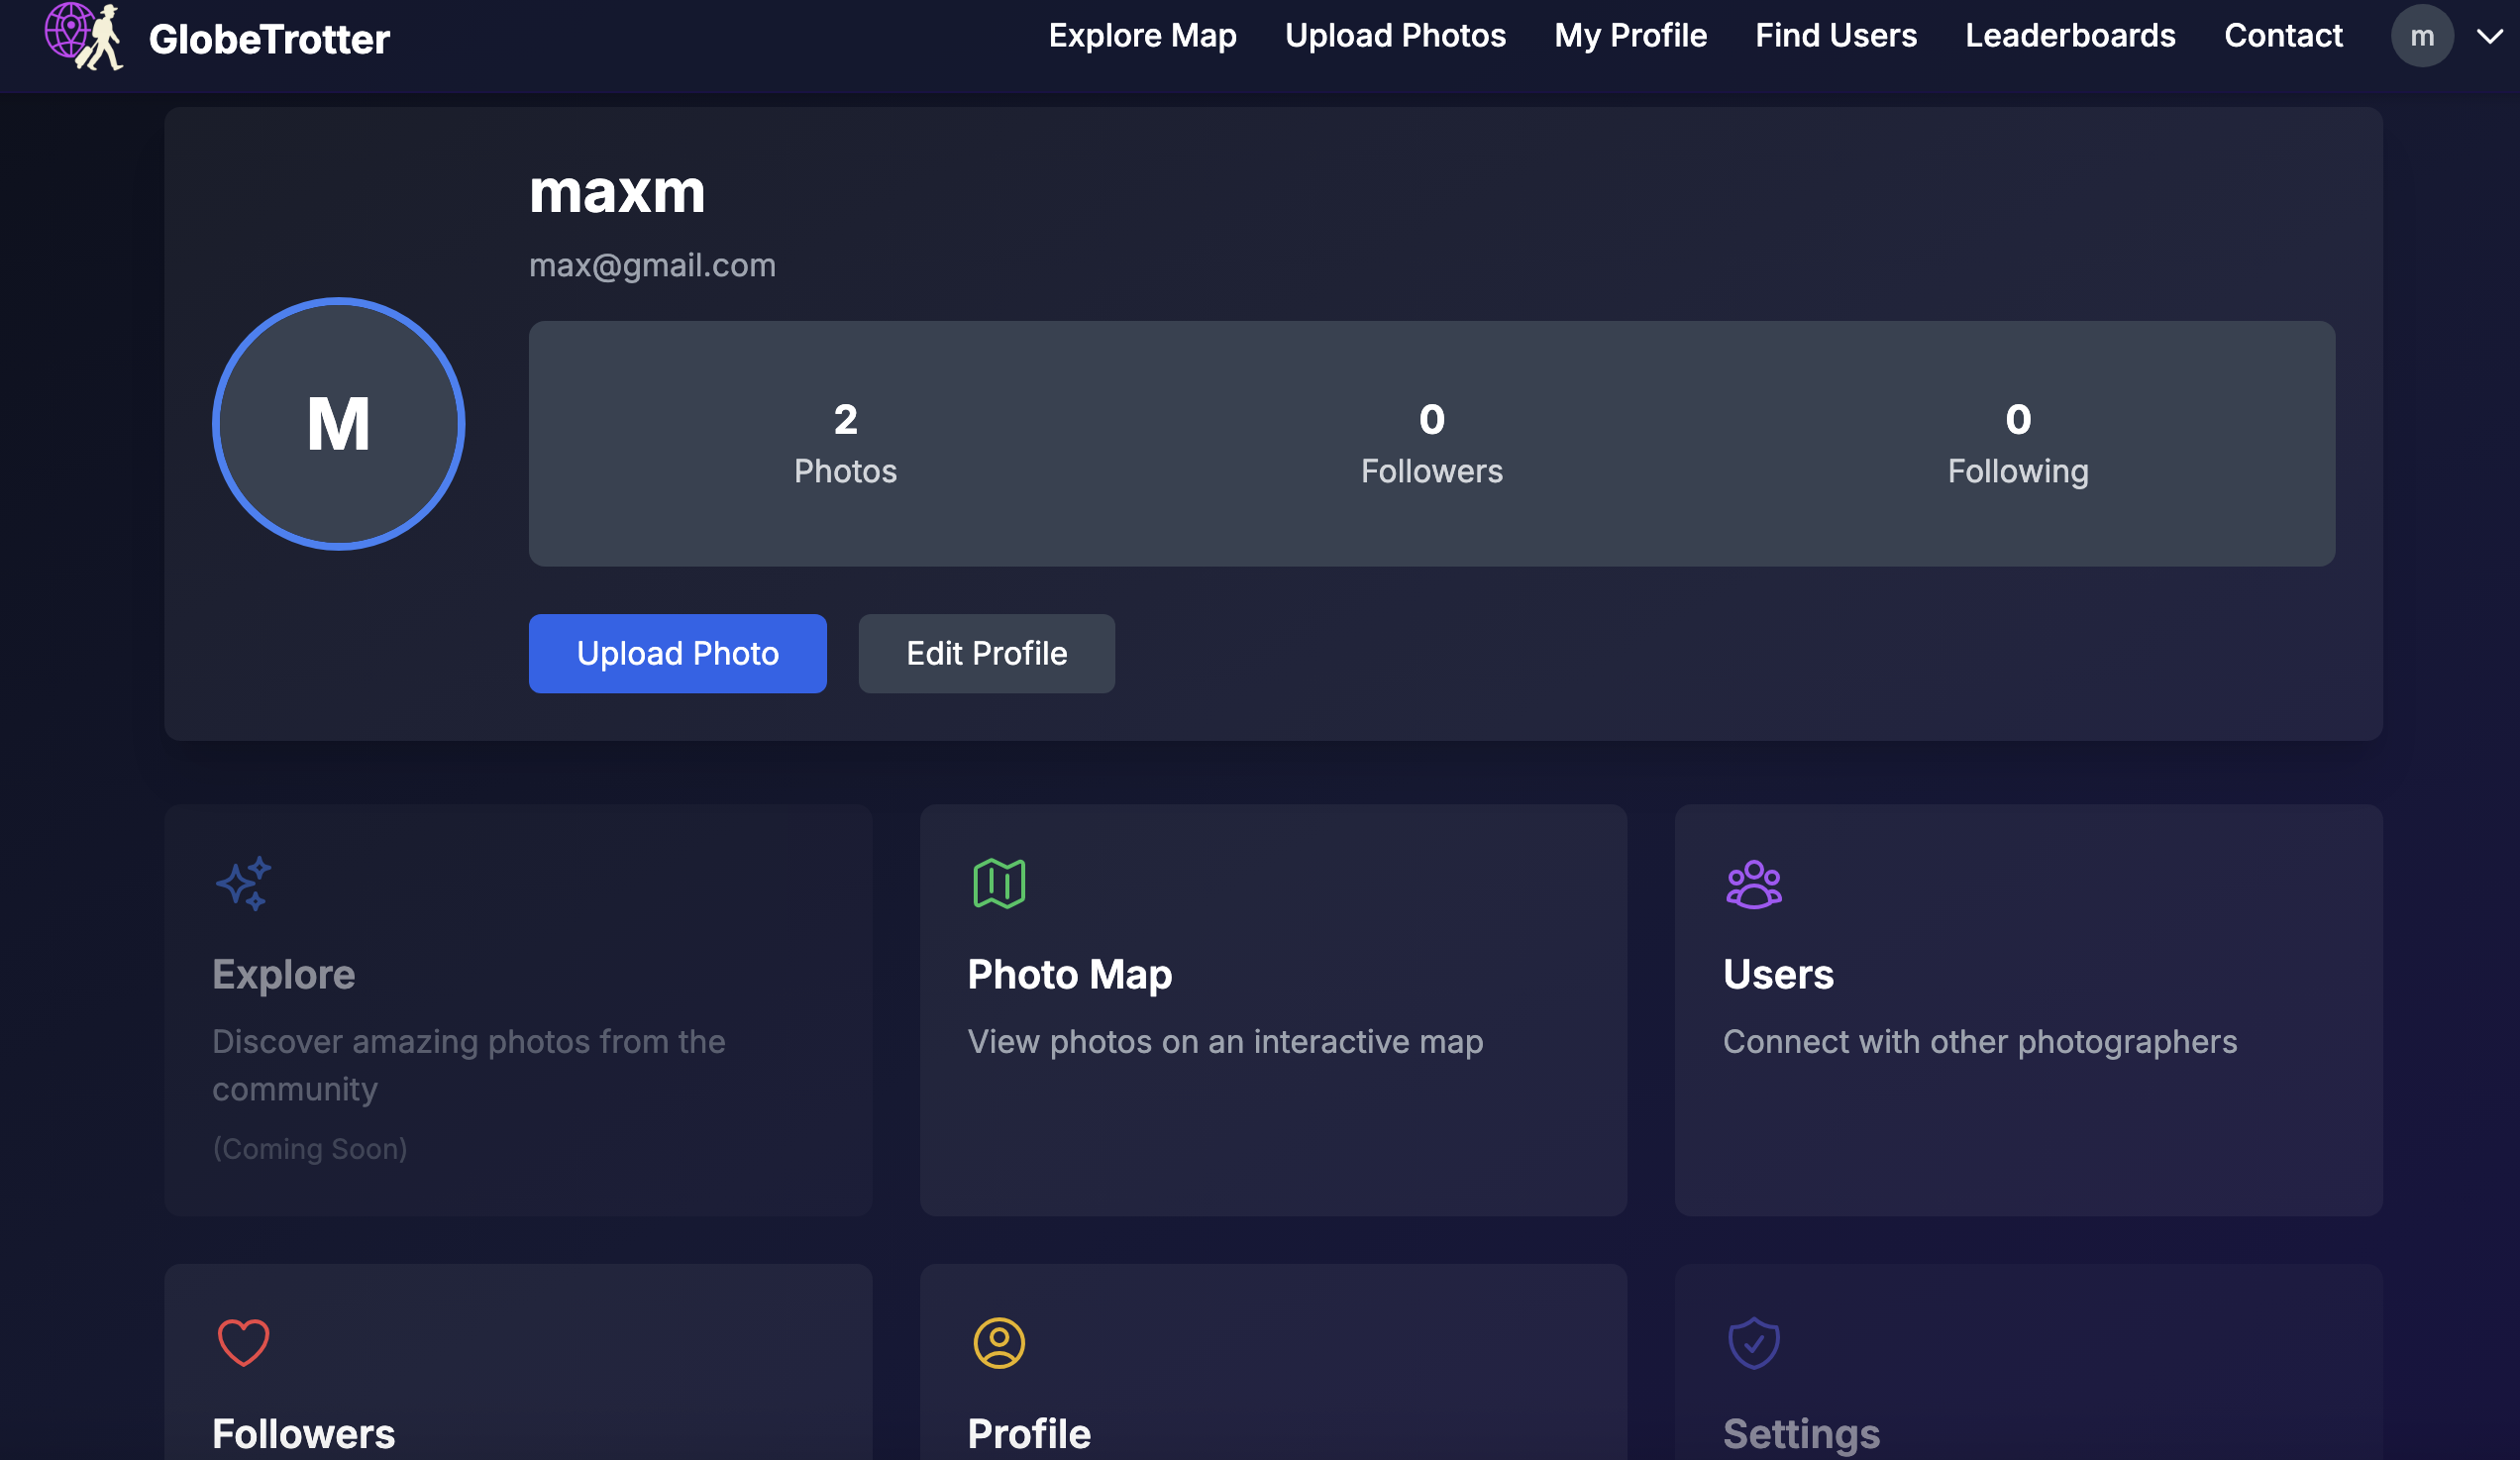 GlobeTrotter
Explore Map
Upload Photos
My Profile
Find Users
Leaderboards
Contact
m
maxm
max@gmail.com
M
2
Photos
0
Followers
0
Following
Upload Photo
Edit Profile
Explore
Discover amazing photos from the
community
(Coming Soon)
Photo Map
View photos on an interactive map
Users
Connect with other photographers
Followers
Profile
Settings